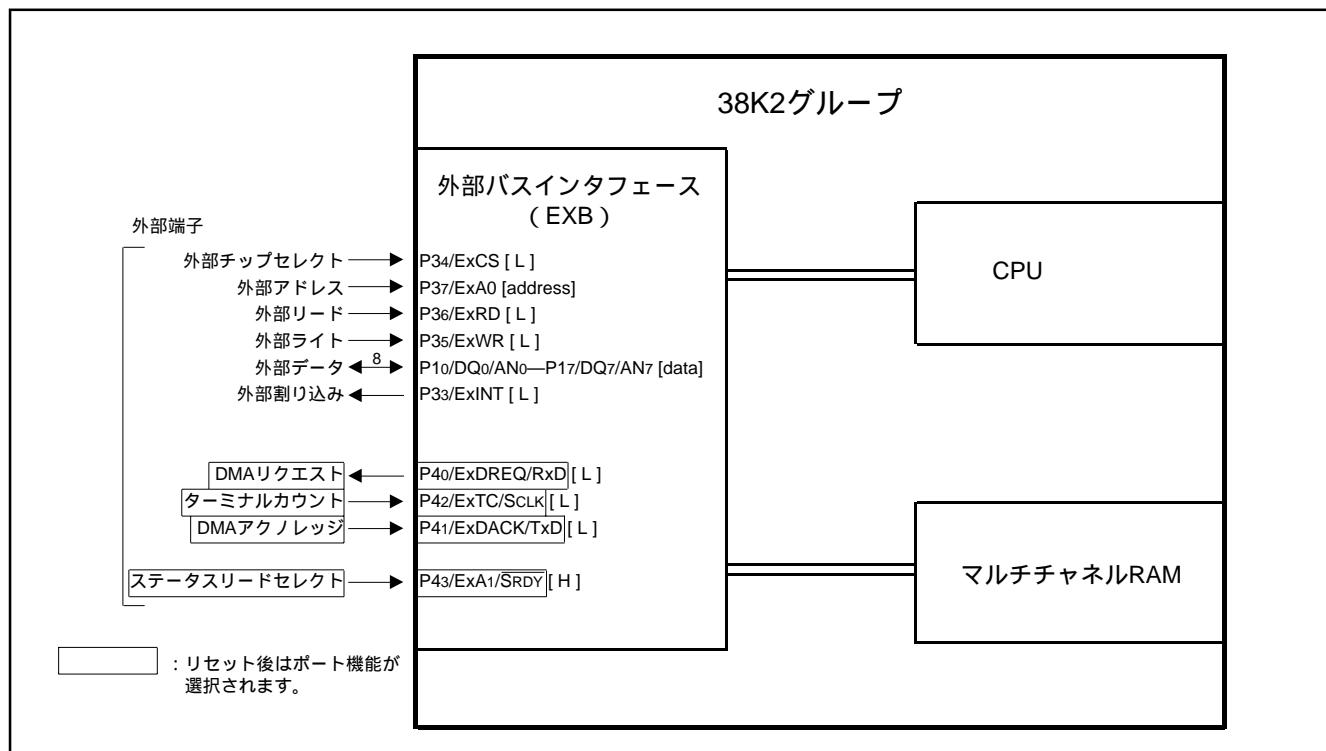 38K2グループ
外部バスインタフェース
（EXB）
外部端子
外部チップセレクト P34/ExCS [ L ]
外部アドレス P37/ExA0 [address]
外部リード P36/ExRD [ L ]
外部ライト P35/ExWR [ L ]
外部データ 8 P10/DQ0/AN0—P17/DQ7/AN7 [data]
外部割り込み P33/ExINT [ L ]
CPU
DMAリクエスト P40/ExDREQ/RxD [ L ]
ターミナルカウント P42/ExTC/SCLK [ L ]
DMAアクノレッジ P41/ExDACK/TxD [ L ]
ステータスリードセレクト P43/ExA1/S̅R̅D̅Y̅ [ H ]
マルチチャネルRAM
：リセット後はポート機能が
選択されます。